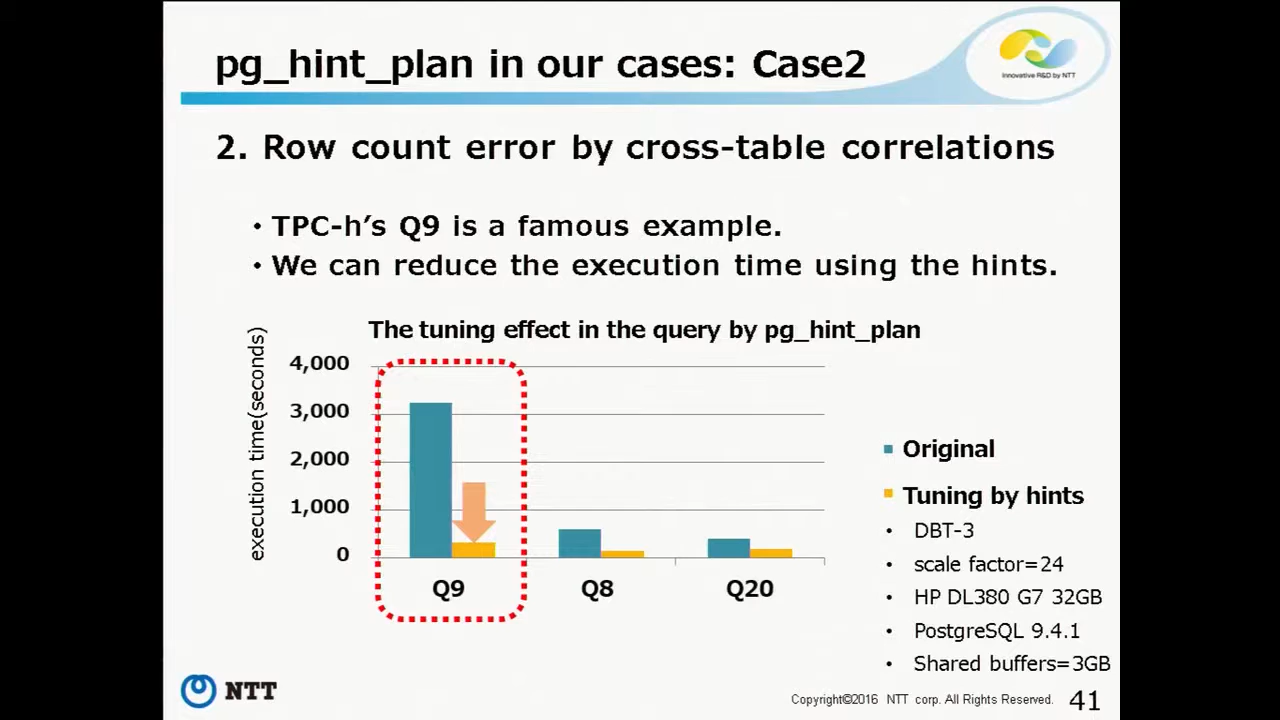 pg_hint_plan in our cases: Case2
Innovative R&D by NTT
2. Row count error by cross-table correlations
• TPC-h’s Q9 is a famous example.
• We can reduce the execution time using the hints.
The tuning effect in the query by pg_hint_plan
execution time(seconds)
4,000
3,000
2,000
1,000
0
Q9 Q8 Q20
Original
Tuning by hints
• DBT-3
• scale factor=24
• HP DL380 G7 32GB
• PostgreSQL 9.4.1
• Shared buffers=3GB
NTT
Copyright©2016 NTT corp. All Rights Reserved. 41